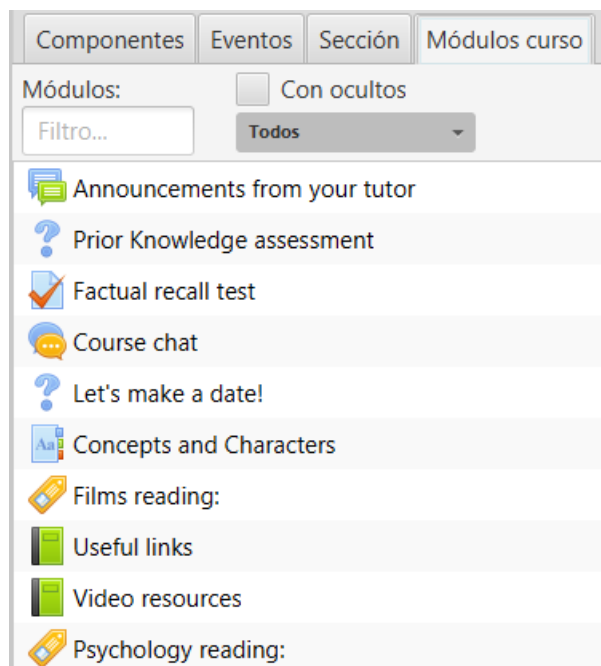 Componentes Eventos Sección Módulos curso
Módulos: Con ocultos
Filtro... Todos
Announcements from your tutor
Prior Knowledge assessment
Factual recall test
Course chat
Let's make a date!
Aa Concepts and Characters
Films reading:
Useful links
Video resources
Psychology reading: